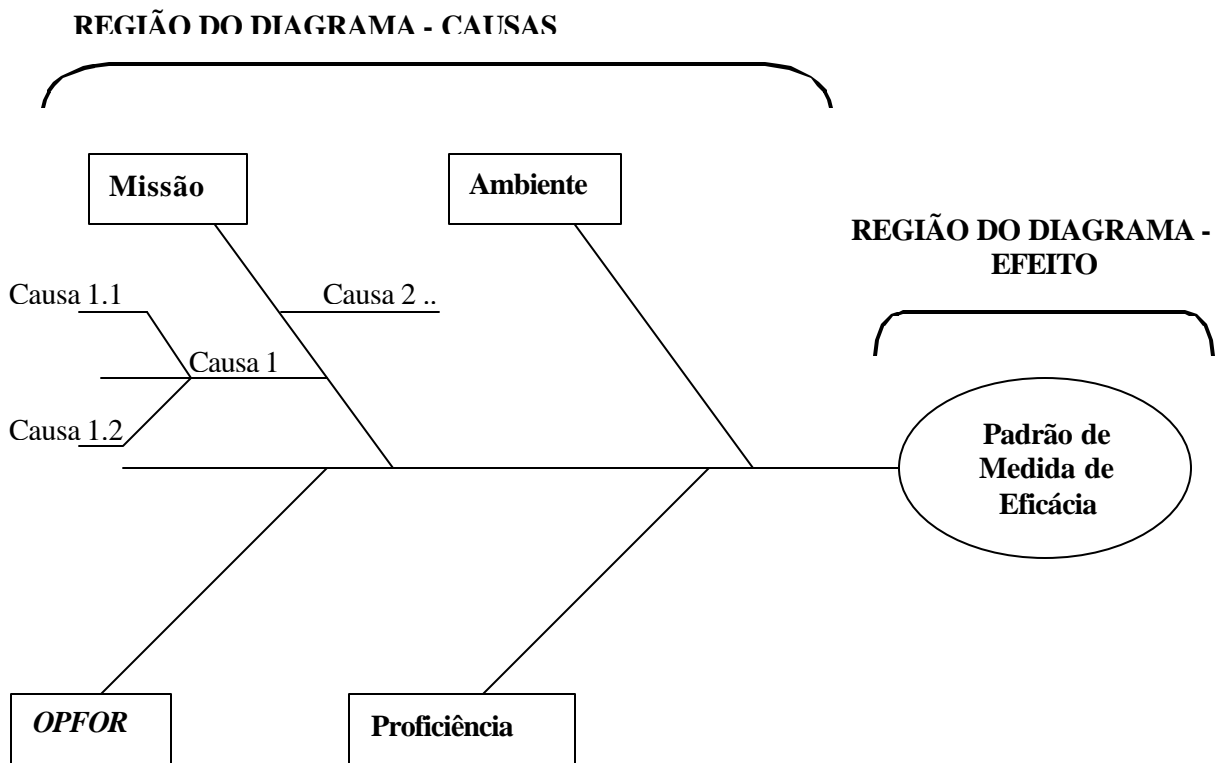 REGIÃO DO DIAGRAMA - CAUSAS
Missão
Ambiente
REGIÃO DO DIAGRAMA -
EFEITO
Causa 1.1
Causa 2 ..
Causa 1
Causa 1.2
Padrão de
Medida de
Eficácia
OPFOR
Proficiência